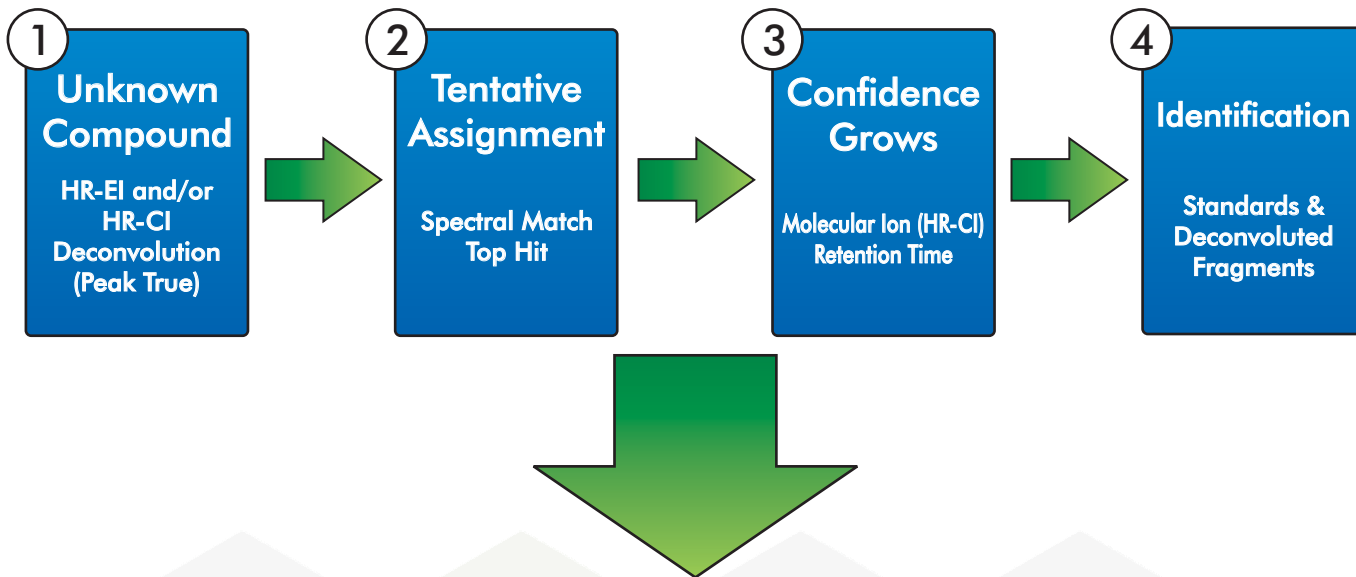 1
Unknown
Compound
HR-EI and/or
HR-CI
Deconvolution
(Peak True)
2
Tentative
Assignment
Spectral Match
Top Hit
3
Confidence
Grows
Molecular Ion (HR-CI)
Retention Time
4
Identification
Standards &
Deconvoluted
Fragments